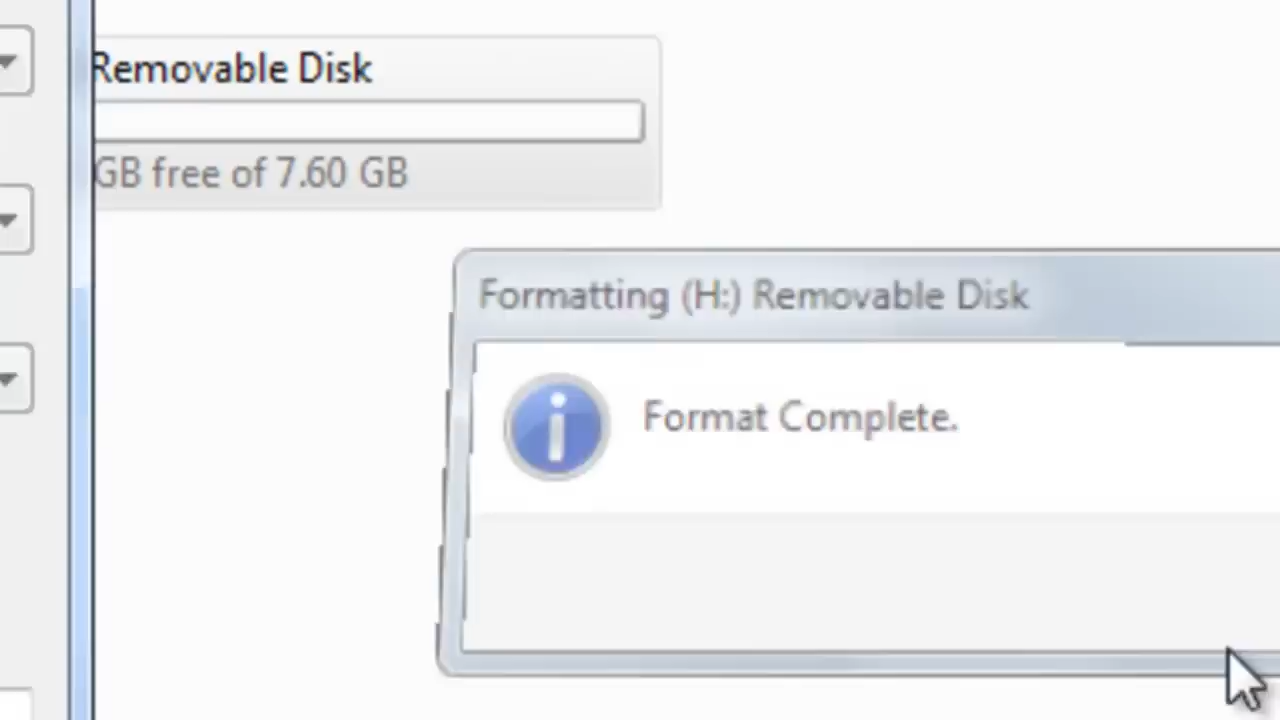 Removable Disk
GB free of 7.60 GB
Formatting (H:) Removable Disk
Format Complete.